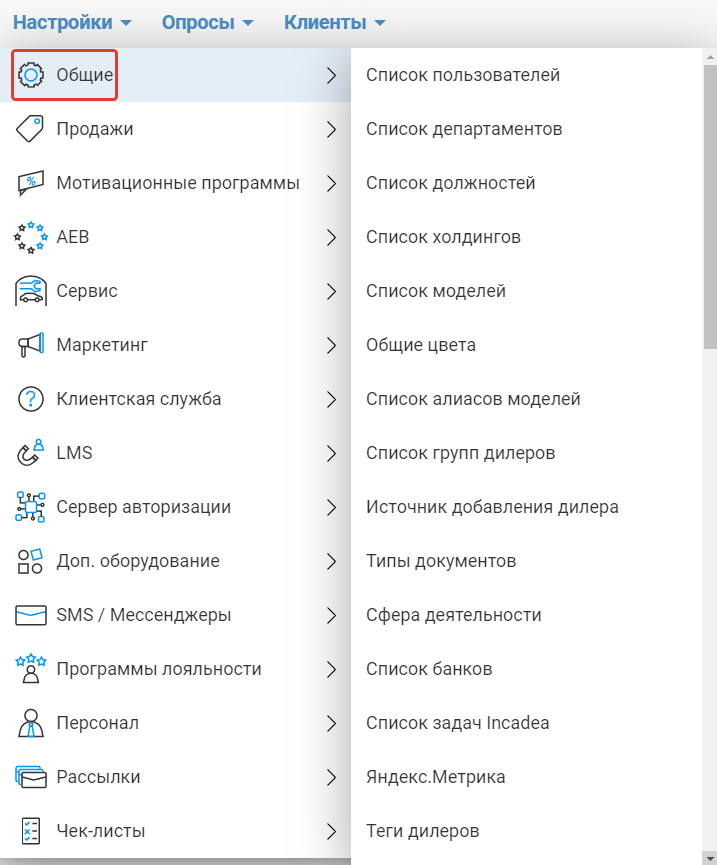 Настройки Опросы Клиенты
Общие
Продажи
Мотивационные программы
АЕВ
Сервис
Маркетинг
Клиентская служба
LMS
Сервер авторизации
Доп. оборудование
SMS / Мессенджеры
Программы лояльности
Персонал
Рассылки
Чек-листы
Список пользователей
Список департаментов
Список должностей
Список холдингов
Список моделей
Общие цвета
Список алиасов моделей
Список групп дилеров
Источник добавления дилера
Типы документов
Сфера деятельности
Список банков
Список задач Incadea
Яндекс.Метрика
Теги дилеров